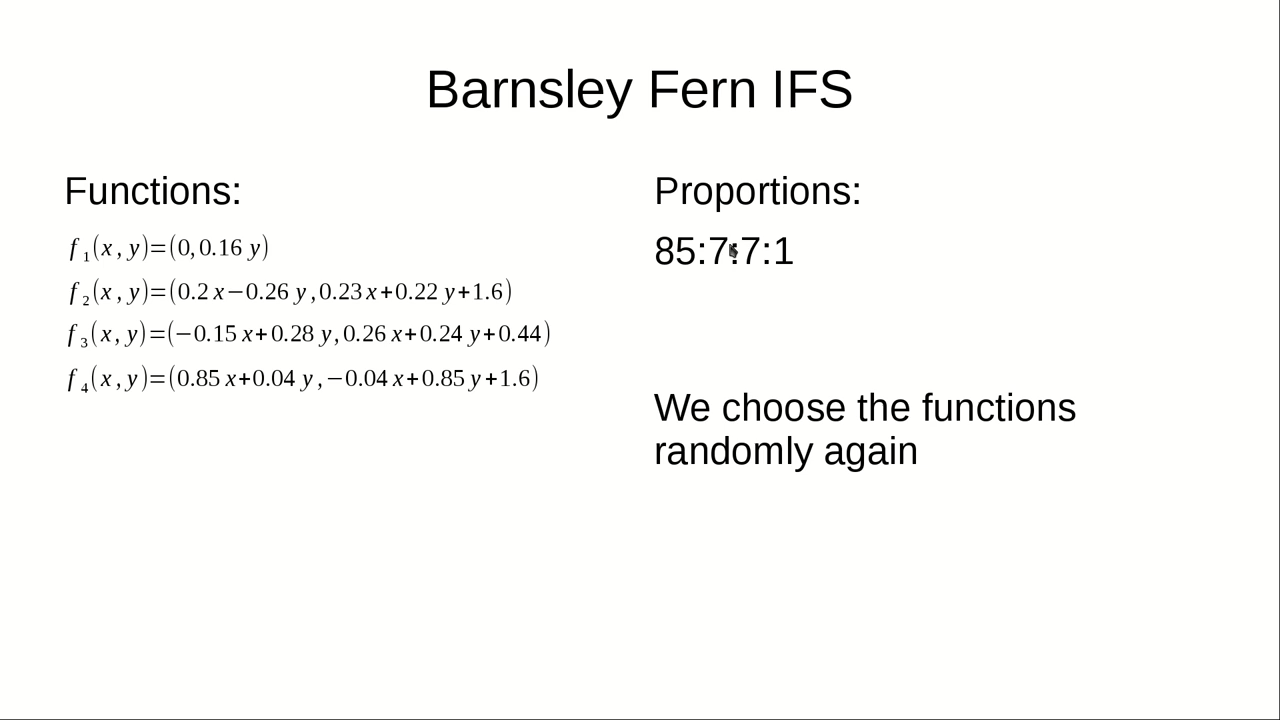 Barnsley Fern IFS
Functions:
f₁(x, y)=(0,0.16 y)
f₂(x, y)=(0.2 x−0.26 y,0.23 x+0.22 y+1.6)
f₃(x, y)=(−0.15 x+0.28 y,0.26 x+0.24 y+0.44)
f₄(x, y)=(0.85 x+0.04 y,−0.04 x+0.85 y+1.6)
Proportions:
85:7:7:1
We choose the functions
randomly again